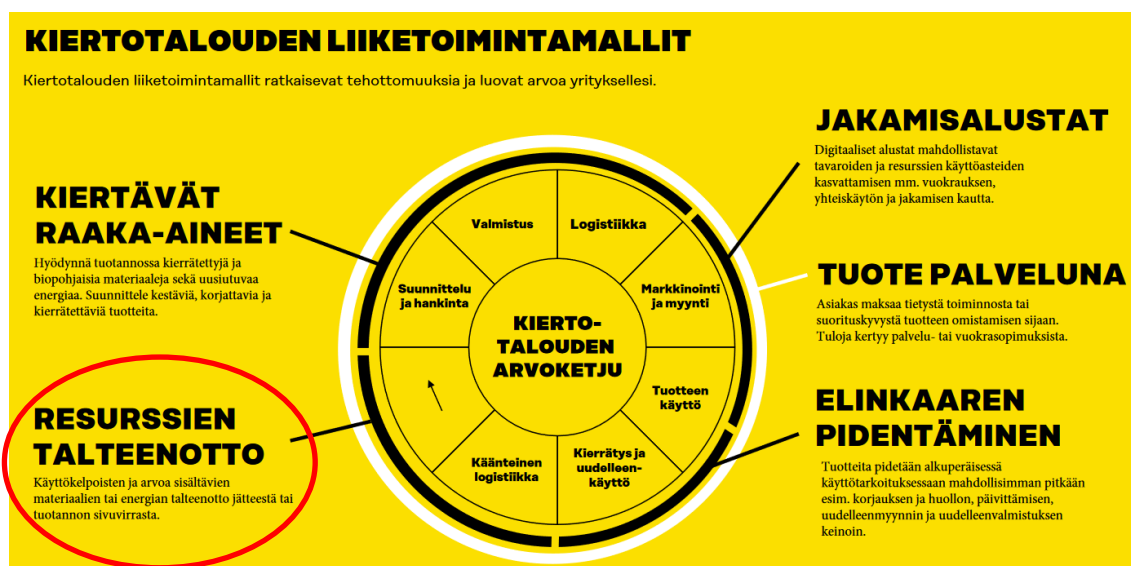 KIERTOTALOUDEN LIIKETOIMINTAMALLIT
Kiertotalouden liiketoimintamallit ratkaisevat tehottomuuksia ja luovat arvoa yrityksellesi.
KIERTÄVÄT
RAAKA-AINEET
Hyödynnä tuotannossa kierrätettyjä ja
biopohjaisia materiaaleja sekä uusiutuvaa
energiaa. Suunnittele kestäviä, korjattavia ja
kierrätettäviä tuotteita.
RESURSSIEN
TALTEENOTTO
Käyttökelpoisten ja arvoa sisältävien
materiaalien tai energian talteenotto jätteestä tai
tuotannon sivuvirrasta.
Valmistus
Logistiikka
Suunnittelu
ja hankinta
Markkinointi
ja myynti
KIERTO-
TALOUDEN
ARVOKETJU
Tuotteen
käyttö
Käänteinen
logistiikka
Kierrätys ja
uudelleen-
käyttö
JAKAMISALUSTAT
Digitaaliset alustat mahdollistavat
tavaroiden ja resurssien käyttöasteiden
kasvattamisen mm. vuokrauksen,
yhteiskäytön ja jakamisen kautta.
TUOTE PALVELUNA
Asiakas maksaa tietystä toiminnosta tai
suorituskyvystä tuotteen omistamisen sijaan.
Tuloja kertyy palvelu- tai vuokrasopimuksista.
ELINKAAREN
PIDENTÄMINEN
Tuotteita pidetään alkuperäisessä
käyttötarkoituksessaan mahdollisimman pitkään
esim. korjauksen ja huollon, päivittämisen,
uudelleenmyynnin ja uudelleenvalmistuksen
keinoin.